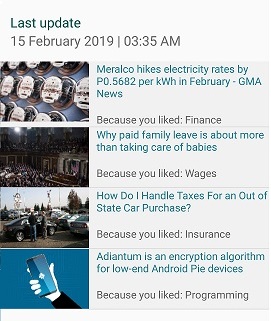 Last update
15 February 2019 | 03:35 AM
Meralco hikes electricity rates by
P0.5682 per kWh in February - GMA
News
Because you liked: Finance
Why paid family leave is about more
than taking care of babies
Because you liked: Wages
How Do I Handle Taxes For an Out of
State Car Purchase?
Because you liked: Insurance
Adiantum is an encryption algorithm
for low-end Android Pie devices
Because you liked: Programming